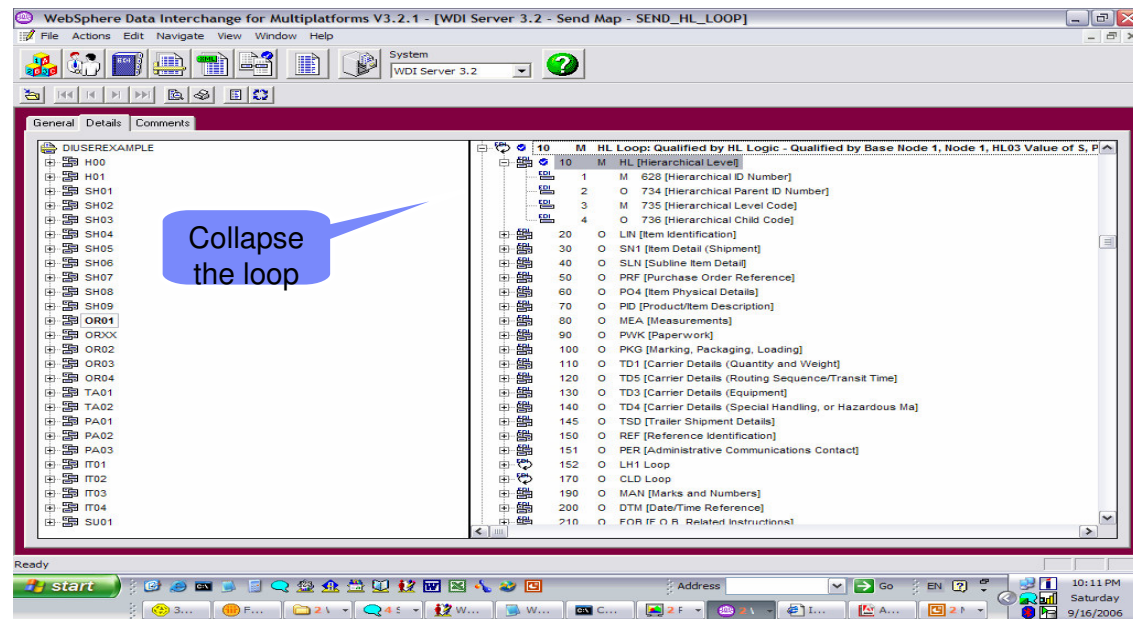 WebSphere Data Interchange for Multiplatforms V3.2.1 - [WDI Server 3.2 - Send Map - SEND_HL_LOOP]
File Actions Edit Navigate View Window Help
System
WDI Server 3.2
General Details Comments
DIUSEREXAMPLE
H00
H01
SH01
SH02
SH03
SH04
SH05
SH06
SH07
SH08
SH09
OR01
ORXX
OR02
OR03
OR04
TA01
TA02
PA01
PA02
PA03
IT01
IT02
IT03
IT04
SU01
Collapse
the loop
10 M HL Loop: Qualified by HL Logic - Qualified by Base Node 1, Node 1, HL03 Value of S, P
10 M HL [Hierarchical Level]
1 M 628 [Hierarchical ID Number]
2 O 734 [Hierarchical Parent ID Number]
3 M 735 [Hierarchical Level Code]
4 O 736 [Hierarchical Child Code]
20 O LIN [Item Identification]
30 O SN1 [Item Detail (Shipment]
40 O SLN [Subline Item Detail]
50 O PRF [Purchase Order Reference]
60 O PO4 [Item Physical Details]
70 O PID [Product/Item Description]
80 O MEA [Measurements]
90 O PWK [Paperwork]
100 O PKG [Marking, Packaging, Loading]
110 O TD1 [Carrier Details (Quantity and Weight]
120 O TD5 [Carrier Details (Routing Sequence/Transit Time]
130 O TD3 [Carrier Details (Equipment]
140 O TD4 [Carrier Details (Special Handling, or Hazardous Ma]
145 O TSD [Trailer Shipment Details]
150 O REF [Reference Identification]
151 O PER [Administrative Communications Contact]
152 O LH1 Loop
170 O CLD Loop
190 O MAN [Marks and Numbers]
200 O DTM [Date/Time Reference]
210 O FOB [F.O.B. Related Instructions]
Ready
start
Address
Go
EN
10:11 PM
Saturday
9/16/2006
3...
F...
2 \
4 S
W...
W...
C...
2 F
2 \
I...
A...
2 M